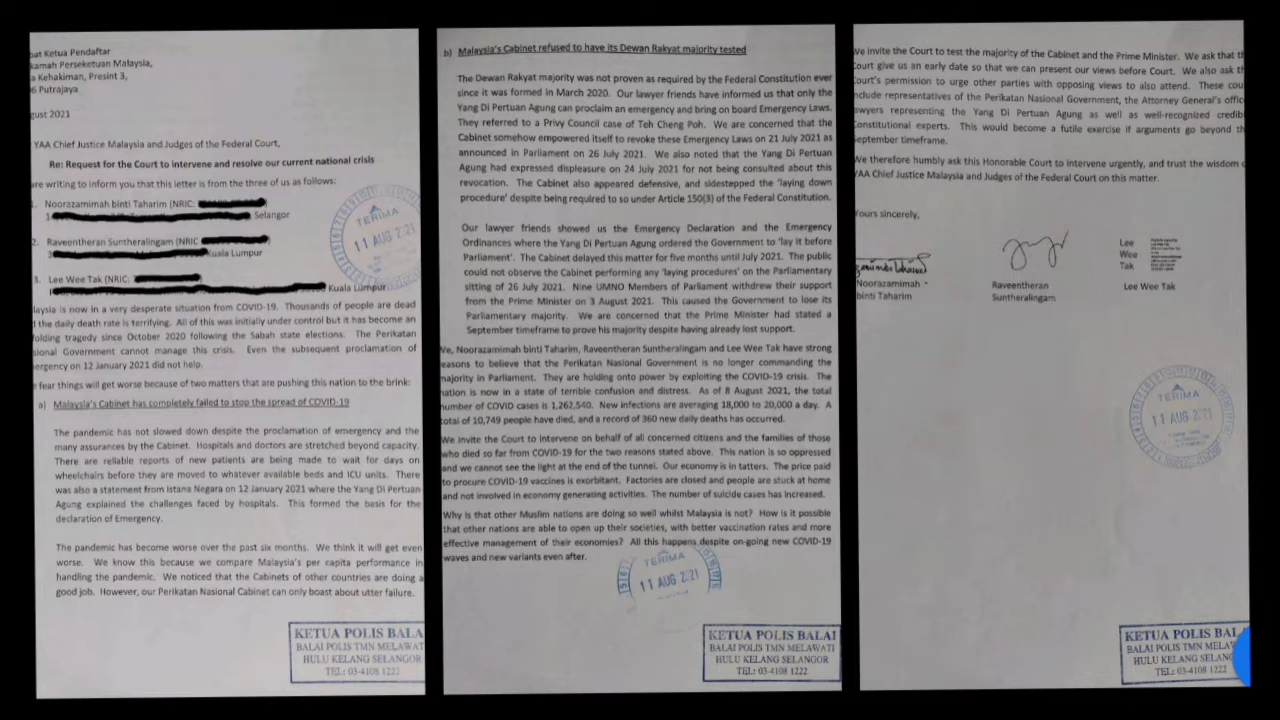 bat Ketua Pendaftar
kamah Persekutuan Malaysia,
a Kehakiman, Presint 3,
6 Putrajaya
gust 2021
YAA Chief Justice Malaysia and Judges of the Federal Court,
Re: Request for the Court to intervene and resolve our current national crisis
are writing to inform you that this letter is from the three of us as follows:
1. Noorazamimah binti Taharim (NRIC:
1 Selangor
2. Raveentheran Suntheralingam (NRIC
3 Kuala Lumpur
3. Lee Wee Tak (NRIC:
Kuala Lumpur
laysia is now in a very desperate situation from COVID-19. Thousands of people are dead
d the daily death rate is terrifying. All of this was initially under control but it has become an
folding tragedy since October 2020 following the Sabah state elections. The Perikatan
sional Government cannot manage this crisis. Even the subsequent proclamation of
ergency on 12 January 2021 did not help.
e fear things will get worse because of two matters that are pushing this nation to the brink:
a) Malaysia's Cabinet has completely failed to stop the spread of COVID-19
The pandemic has not slowed down despite the proclamation of emergency and the
many assurances by the Cabinet. Hospitals and doctors are stretched beyond capacity.
There are reliable reports of new patients are being made to wait for days on
wheelchairs before they are moved to whatever available beds and ICU units. There
was also a statement from Istana Negara on 12 January 2021 where the Yang Di Pertuan
Agung explained the challenges faced by hospitals. This formed the basis for the
declaration of Emergency.
The pandemic has become worse over the past six months. We think it will get even
worse. We know this because we compare Malaysia's per capita performance in
handling the pandemic. We noticed that the Cabinets of other countries are doing a
good job. However, our Perikatan Nasional Cabinet can only boast about utter failure.
TERIMA
11 AUG 2021
KETUA POLIS BALA
BALAI POLIS TMN MELAWA
HULU KELANG SELANGOR
TEL: 03-4108 1222
b) Malaysia's Cabinet refused to have its Dewan Rakyat majority tested
The Dewan Rakyat majority was not proven as required by the Federal Constitution ever
since it was formed in March 2020. Our lawyer friends have informed us that only the
Yang Di Pertuan Agung can proclaim an emergency and bring on board Emergency Laws.
They referred to a Privy Council case of Teh Cheng Poh. We are concerned that the
Cabinet somehow empowered itself to revoke these Emergency Laws on 21 July 2021 as
announced in Parliament on 26 July 2021. We also noted that the Yang Di Pertuan
Agung had expressed displeasure on 24 July 2021 for not being consulted about this
revocation. The Cabinet also appeared defensive, and sidestepped the 'laying down
procedure' despite being required to so under Article 150(3) of the Federal Constitution.
Our lawyer friends showed us the Emergency Declaration and the Emergency
Ordinances where the Yang Di Pertuan Agung ordered the Government to 'lay it before
Parliament'. The Cabinet delayed this matter for five months until July 2021. The public
could not observe the Cabinet performing any 'laying procedures' on the Parliamentary
sitting of 26 July 2021. Nine UMNO Members of Parliament withdrew their support
from the Prime Minister on 3 August 2021. This caused the Government to lose its
Parliamentary majority. We are concerned that the Prime Minister had stated a
September timeframe to prove his majority despite having already lost support.
We, Noorazamimah binti Taharim, Raveentheran Suntheralingam and Lee Wee Tak have strong
reasons to believe that the Perikatan Nasional Government is no longer commanding the
majority in Parliament. They are holding onto power by exploiting the COVID-19 crisis. The
nation is now in a state of terrible confusion and distress. As of 8 August 2021, the total
number of COVID cases is 1,262,540. New infections are averaging 18,000 to 20,000 a day. A
total of 10,749 people have died, and a record of 360 new daily deaths has occurred.
We invite the Court to intervene on behalf of all concerned citizens and the families of those
who died so far from COVID-19 for the two reasons stated above. This nation is so oppressed
and we cannot see the light at the end of the tunnel. Our economy is in tatters. The price paid
to procure COVID-19 vaccines is exorbitant. Factories are closed and people are stuck at home
and not involved in economy generating activities. The number of suicide cases has increased.
Why is that other Muslim nations are doing so well whilst Malaysia is not? How is it possible
that other nations are able to open up their societies, with better vaccination rates and more
effective management of their economies? All this happens despite on-going new COVID-19
waves and new variants even after.
TERIMA
11 AUG 2021
KETUA POLIS BALAI
BALAI POLIS TMN MELAWATI
HULU KELANG SELANGOR
TEL: 03-4108 1222
We invite the Court to test the majority of the Cabinet and the Prime Minister. We ask that th
Court give us an early date so that we can present our views before Court. We also ask th
Court's permission to urge other parties with opposing views to also attend. These cou
include representatives of the Perikatan Nasional Government, the Attorney General's offic
lawyers representing the Yang Di Pertuan Agung as well as well-recognized credib
Constitutional experts. This would become a futile exercise if arguments go beyond th
September timeframe.
We therefore humbly ask this Honorable Court to intervene urgently, and trust the wisdom o
YAA Chief Justice Malaysia and Judges of the Federal Court on this matter.
Yours sincerely,
Noorazamimah
binti Taharim
Raveentheran
Suntheralingam
Lee
Wee
Tak
Lee Wee Tak
TERIMA
11 AUG 2021
KETUA POLIS BALA
BALAI POLIS TMN MELAWA
HULU KELANG SELANG
TEL: 03-4108 1222